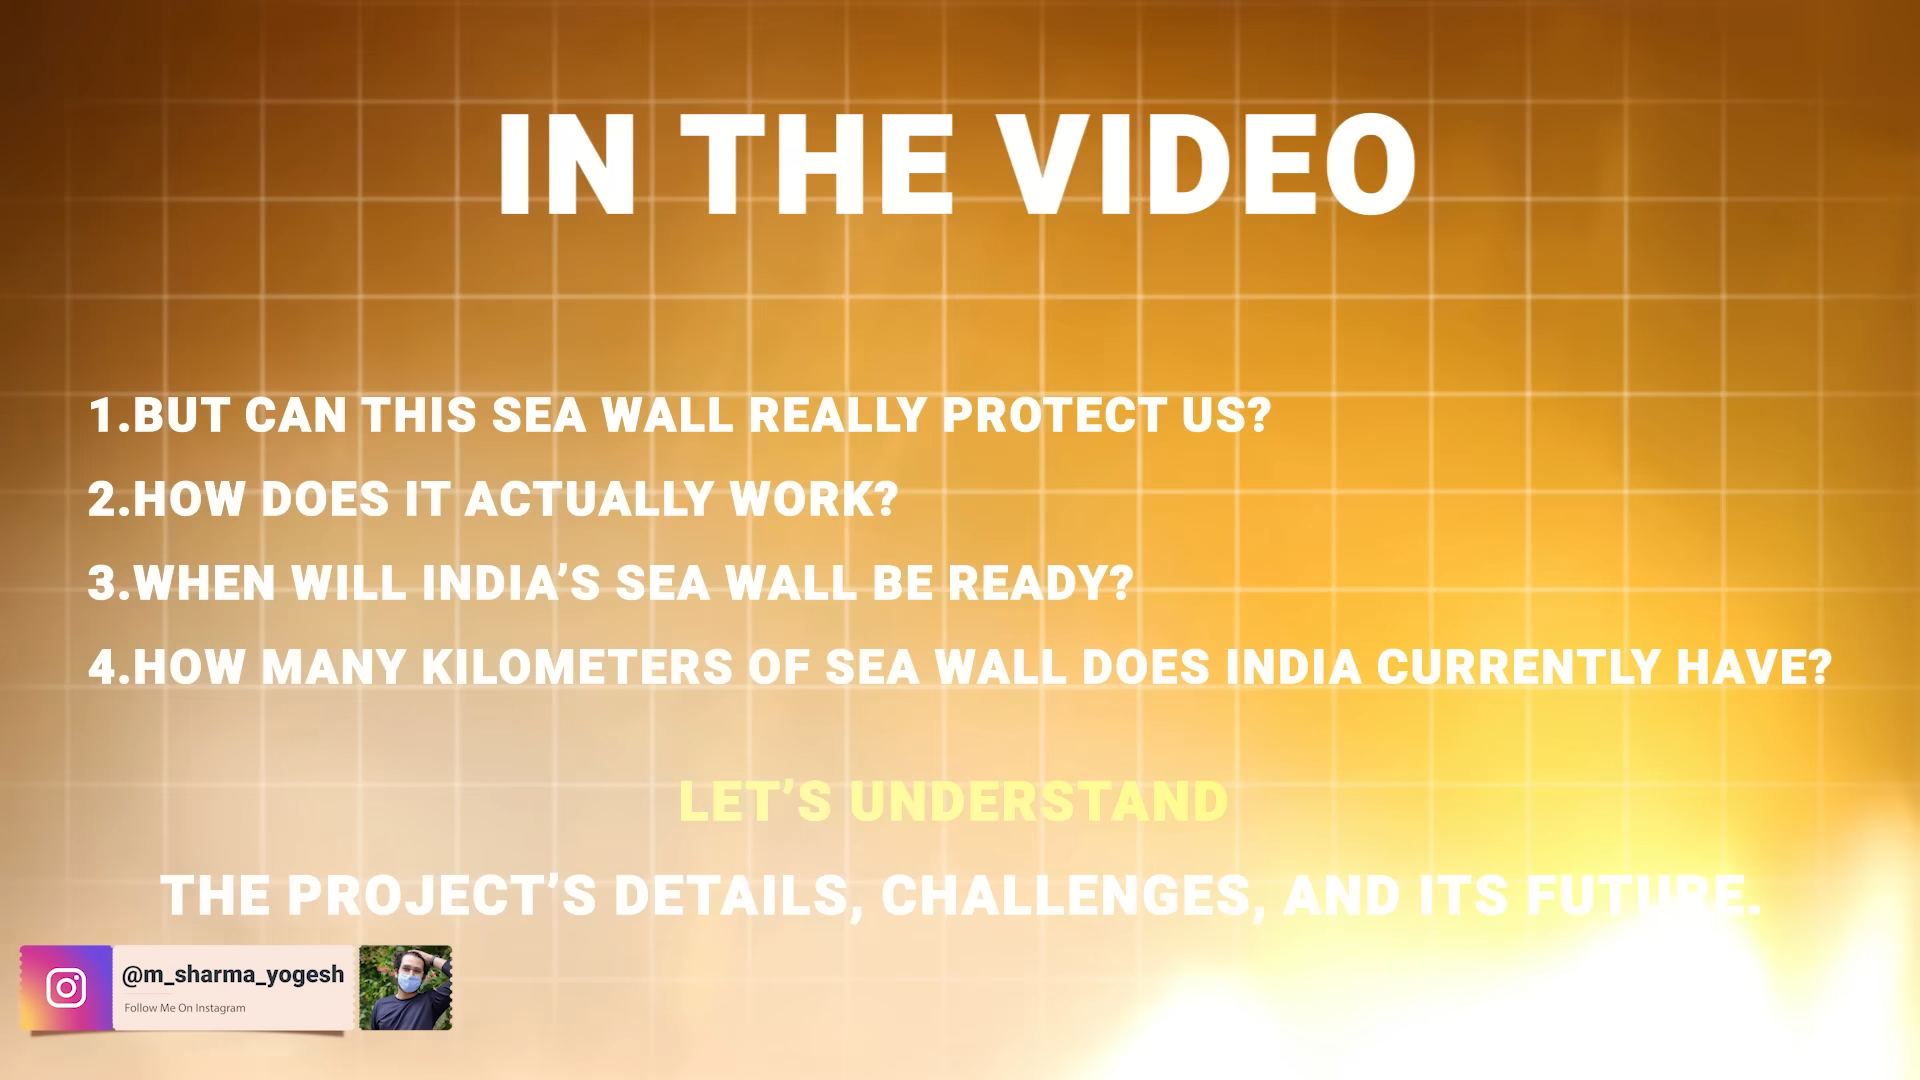 IN THE VIDEO
1.BUT CAN THIS SEA WALL REALLY PROTECT US?
2.HOW DOES IT ACTUALLY WORK?
3.WHEN WILL INDIA’S SEA WALL BE READY?
4.HOW MANY KILOMETERS OF SEA WALL DOES INDIA CURRENTLY HAVE?
LET’S UNDERSTAND
THE PROJECT’S DETAILS, CHALLENGES, AND ITS FUTURE.
@m_sharma_yogesh
Follow Me On Instagram